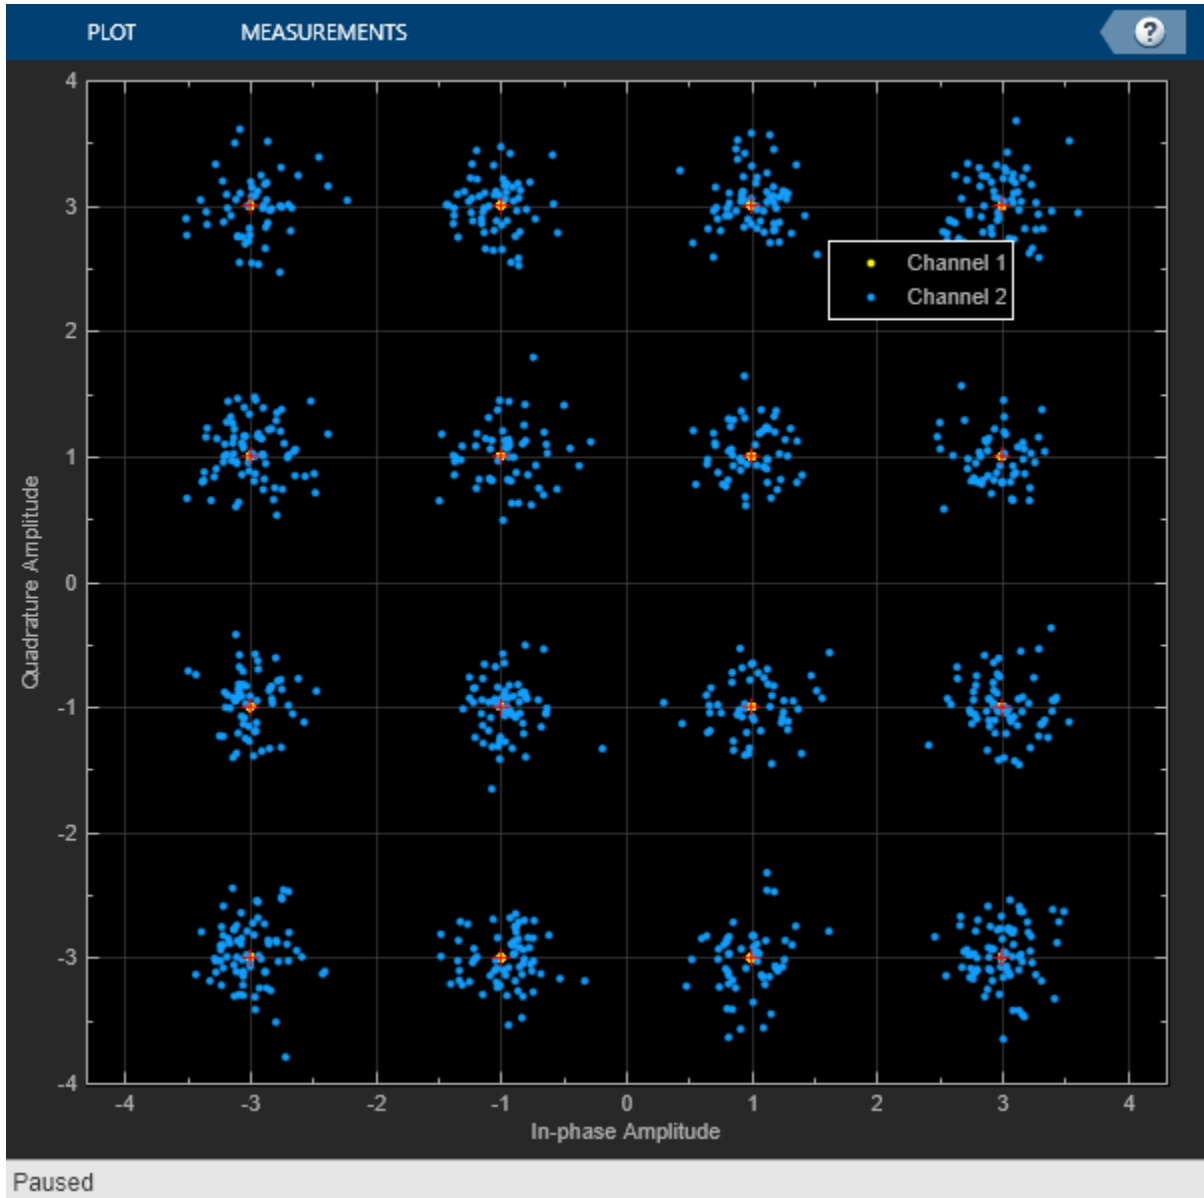 PLOT MEASUREMENTS ?
4
3
Channel 1
Channel 2
2
1
Quadrature Amplitude
0
-1
-2
-3
-4
-4 -3 -2 -1 0 1 2 3 4
In-phase Amplitude
Paused